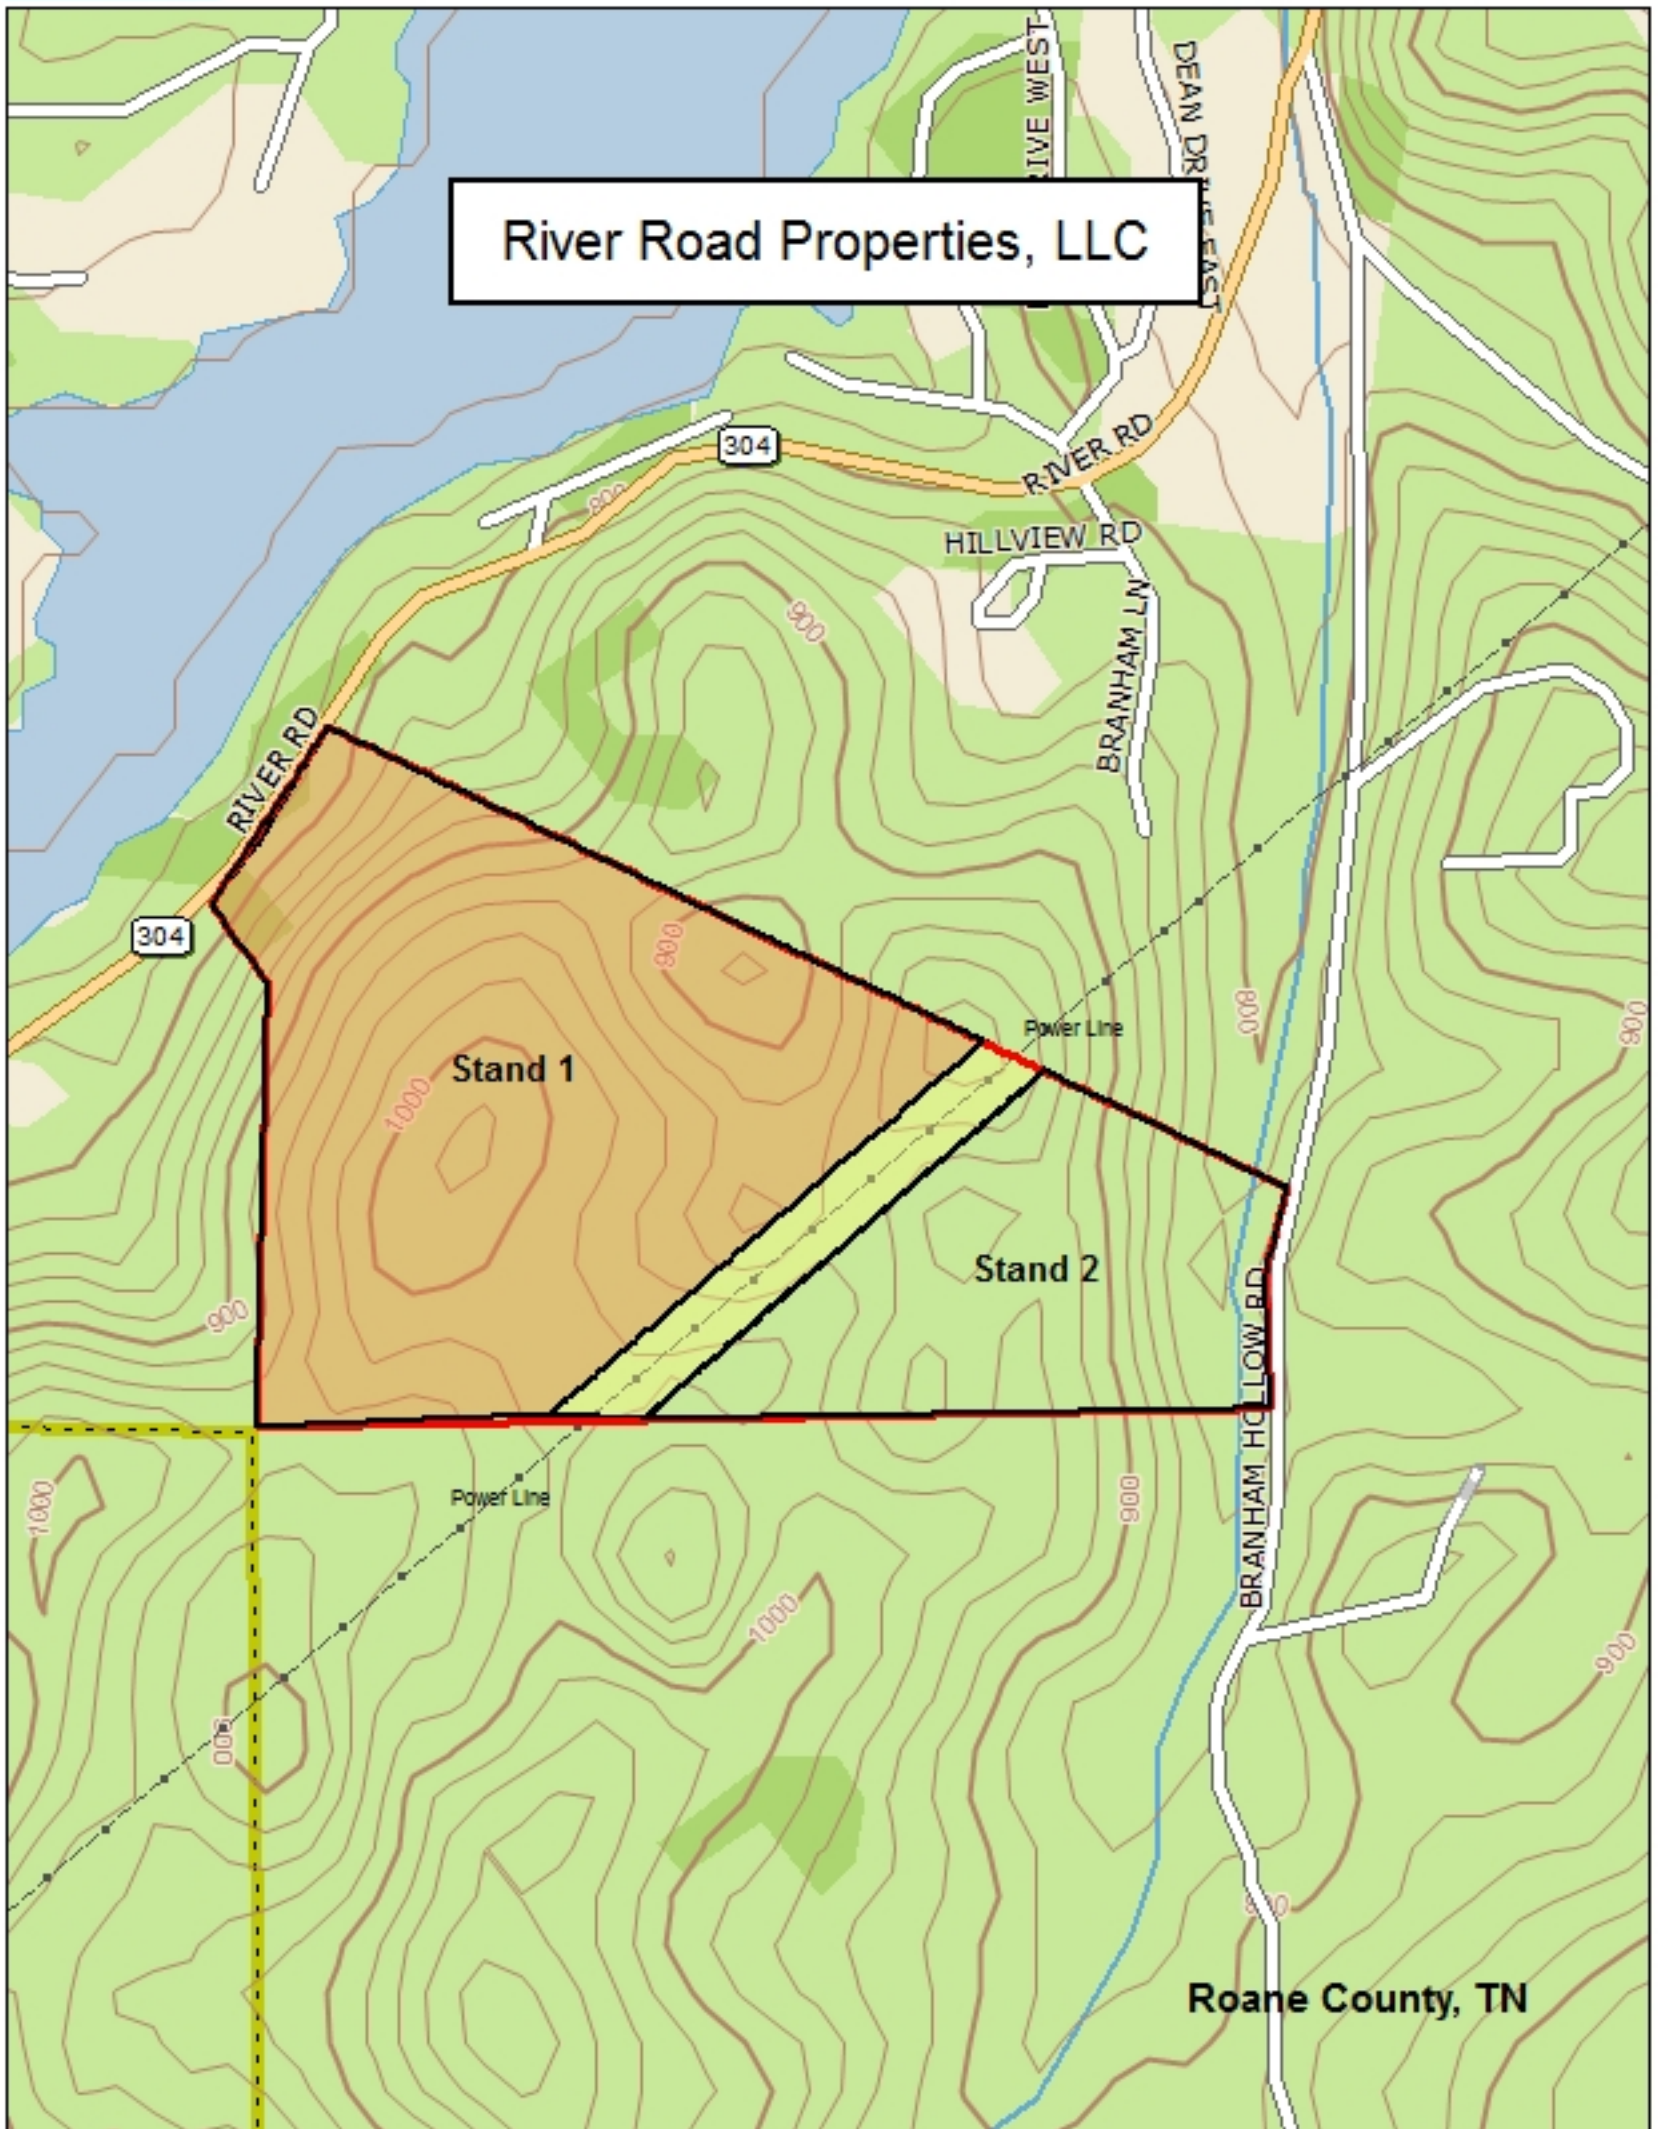 DEAN DRIVE EAST
RIVE WEST
River Road Properties, LLC
304
RIVER RD
800
HILLVIEW RD
900
BRANHAM LN
RIVER RD
304
900
800
900
Power Line
Stand 1
1000
Stand 2
900
BRANHAM HOLLOW RD
1000
Power Line
900
1000
900
Roane County, TN